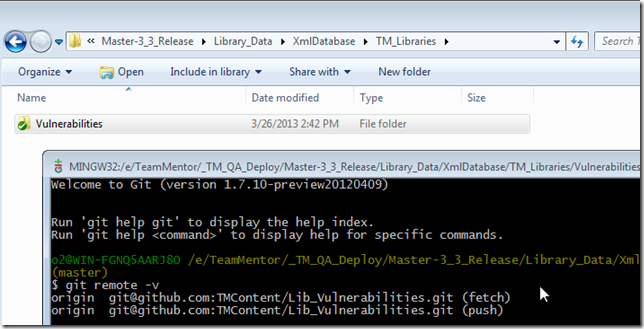 Master-3_3_Release Library_Data XmlDatabase TM_Libraries Search T
Organize Open Include in library Share with New folder
Name Date modified Type Size
Vulnerabilities 3/26/2013 2:42 PM File folder
MINGW32:/e/TeamMentor/_TM_QA_Deploy/Master-3_3_Release/Library_Data/XmlDatabase/TM_Libraries/Vulnerabilities
Welcome to Git (version 1.7.10-preview20120409)
Run 'git help git' to display the help index.
Run 'git help <command>' to display help for specific commands.
o2@WIN-FGNQ5AARJ8O /e/TeamMentor/_TM_QA_Deploy/Master-3_3_Release/Library_Data/Xml
(master)
$ git remote -v
origin git@github.com:TMContent/Lib_Vulnerabilities.git (fetch)
origin git@github.com:TMContent/Lib_Vulnerabilities.git (push)